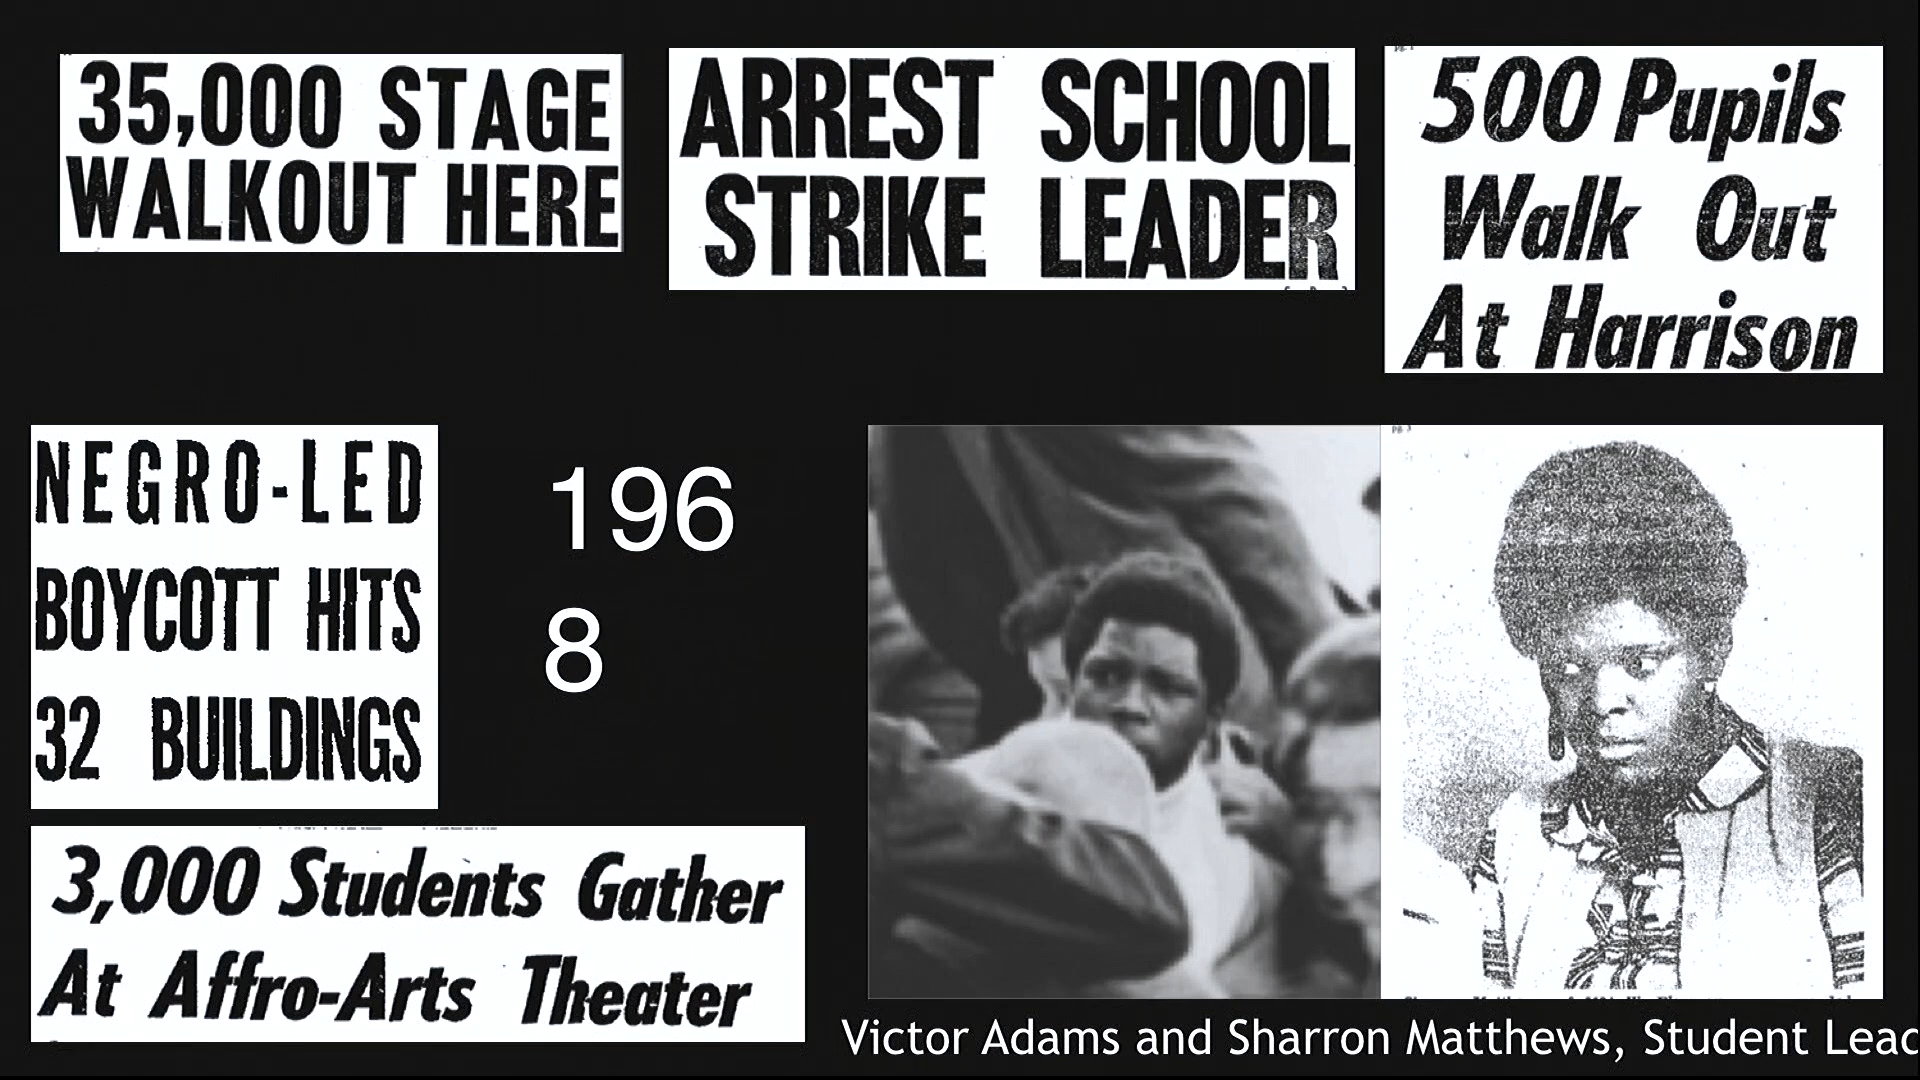 35,000 STAGE
WALKOUT HERE
ARREST SCHOOL
STRIKE LEADER
500 Pupils
Walk Out
At Harrison
NEGRO-LED
BOYCOTT HITS
32 BUILDINGS
196
8
3,000 Students Gather
At Affro-Arts Theater
Victor Adams and Sharron Matthews, Student Leac